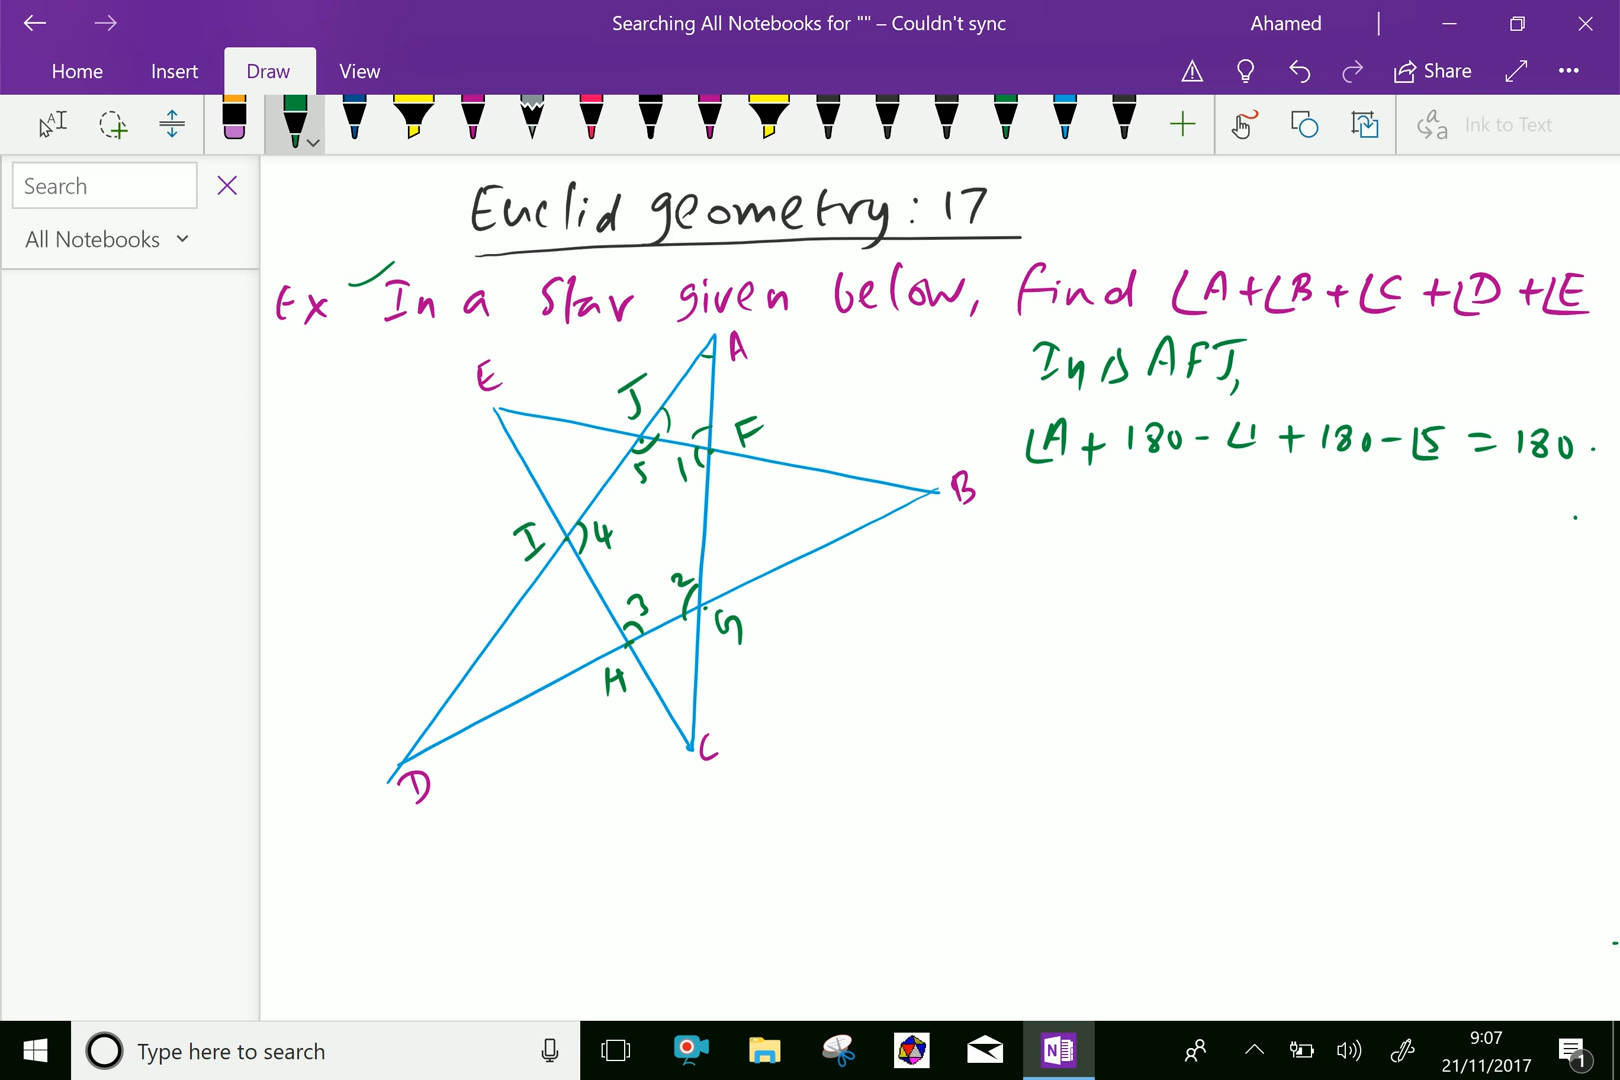 Searching All Notebooks for "" – Couldn't sync
Ahamed
Home Insert Draw View
Share
Ink to Text
Search
All Notebooks
Euclid geometry: 17
Ex In a Star given below, find ∠A+∠B+∠C+∠D+∠E
In Δ AFJ,
∠A + 180 - ∠1 + 180 - ∠5 = 180.
A
E
J
F
5
1
B
I
4
2
3
G
H
C
D
Type here to search
N
9:07
21/11/2017
1